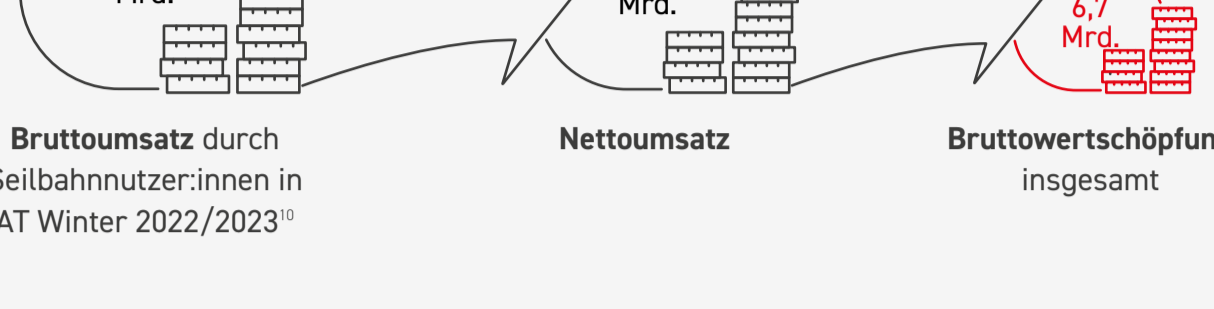 Mrd.
Mrd.
6,7
Mrd.
Bruttoumsatz durch
Seilbahnnutzer:innen in
AT Winter 2022/2023¹⁰
Nettoumsatz
Bruttowertschöpfun
insgesamt